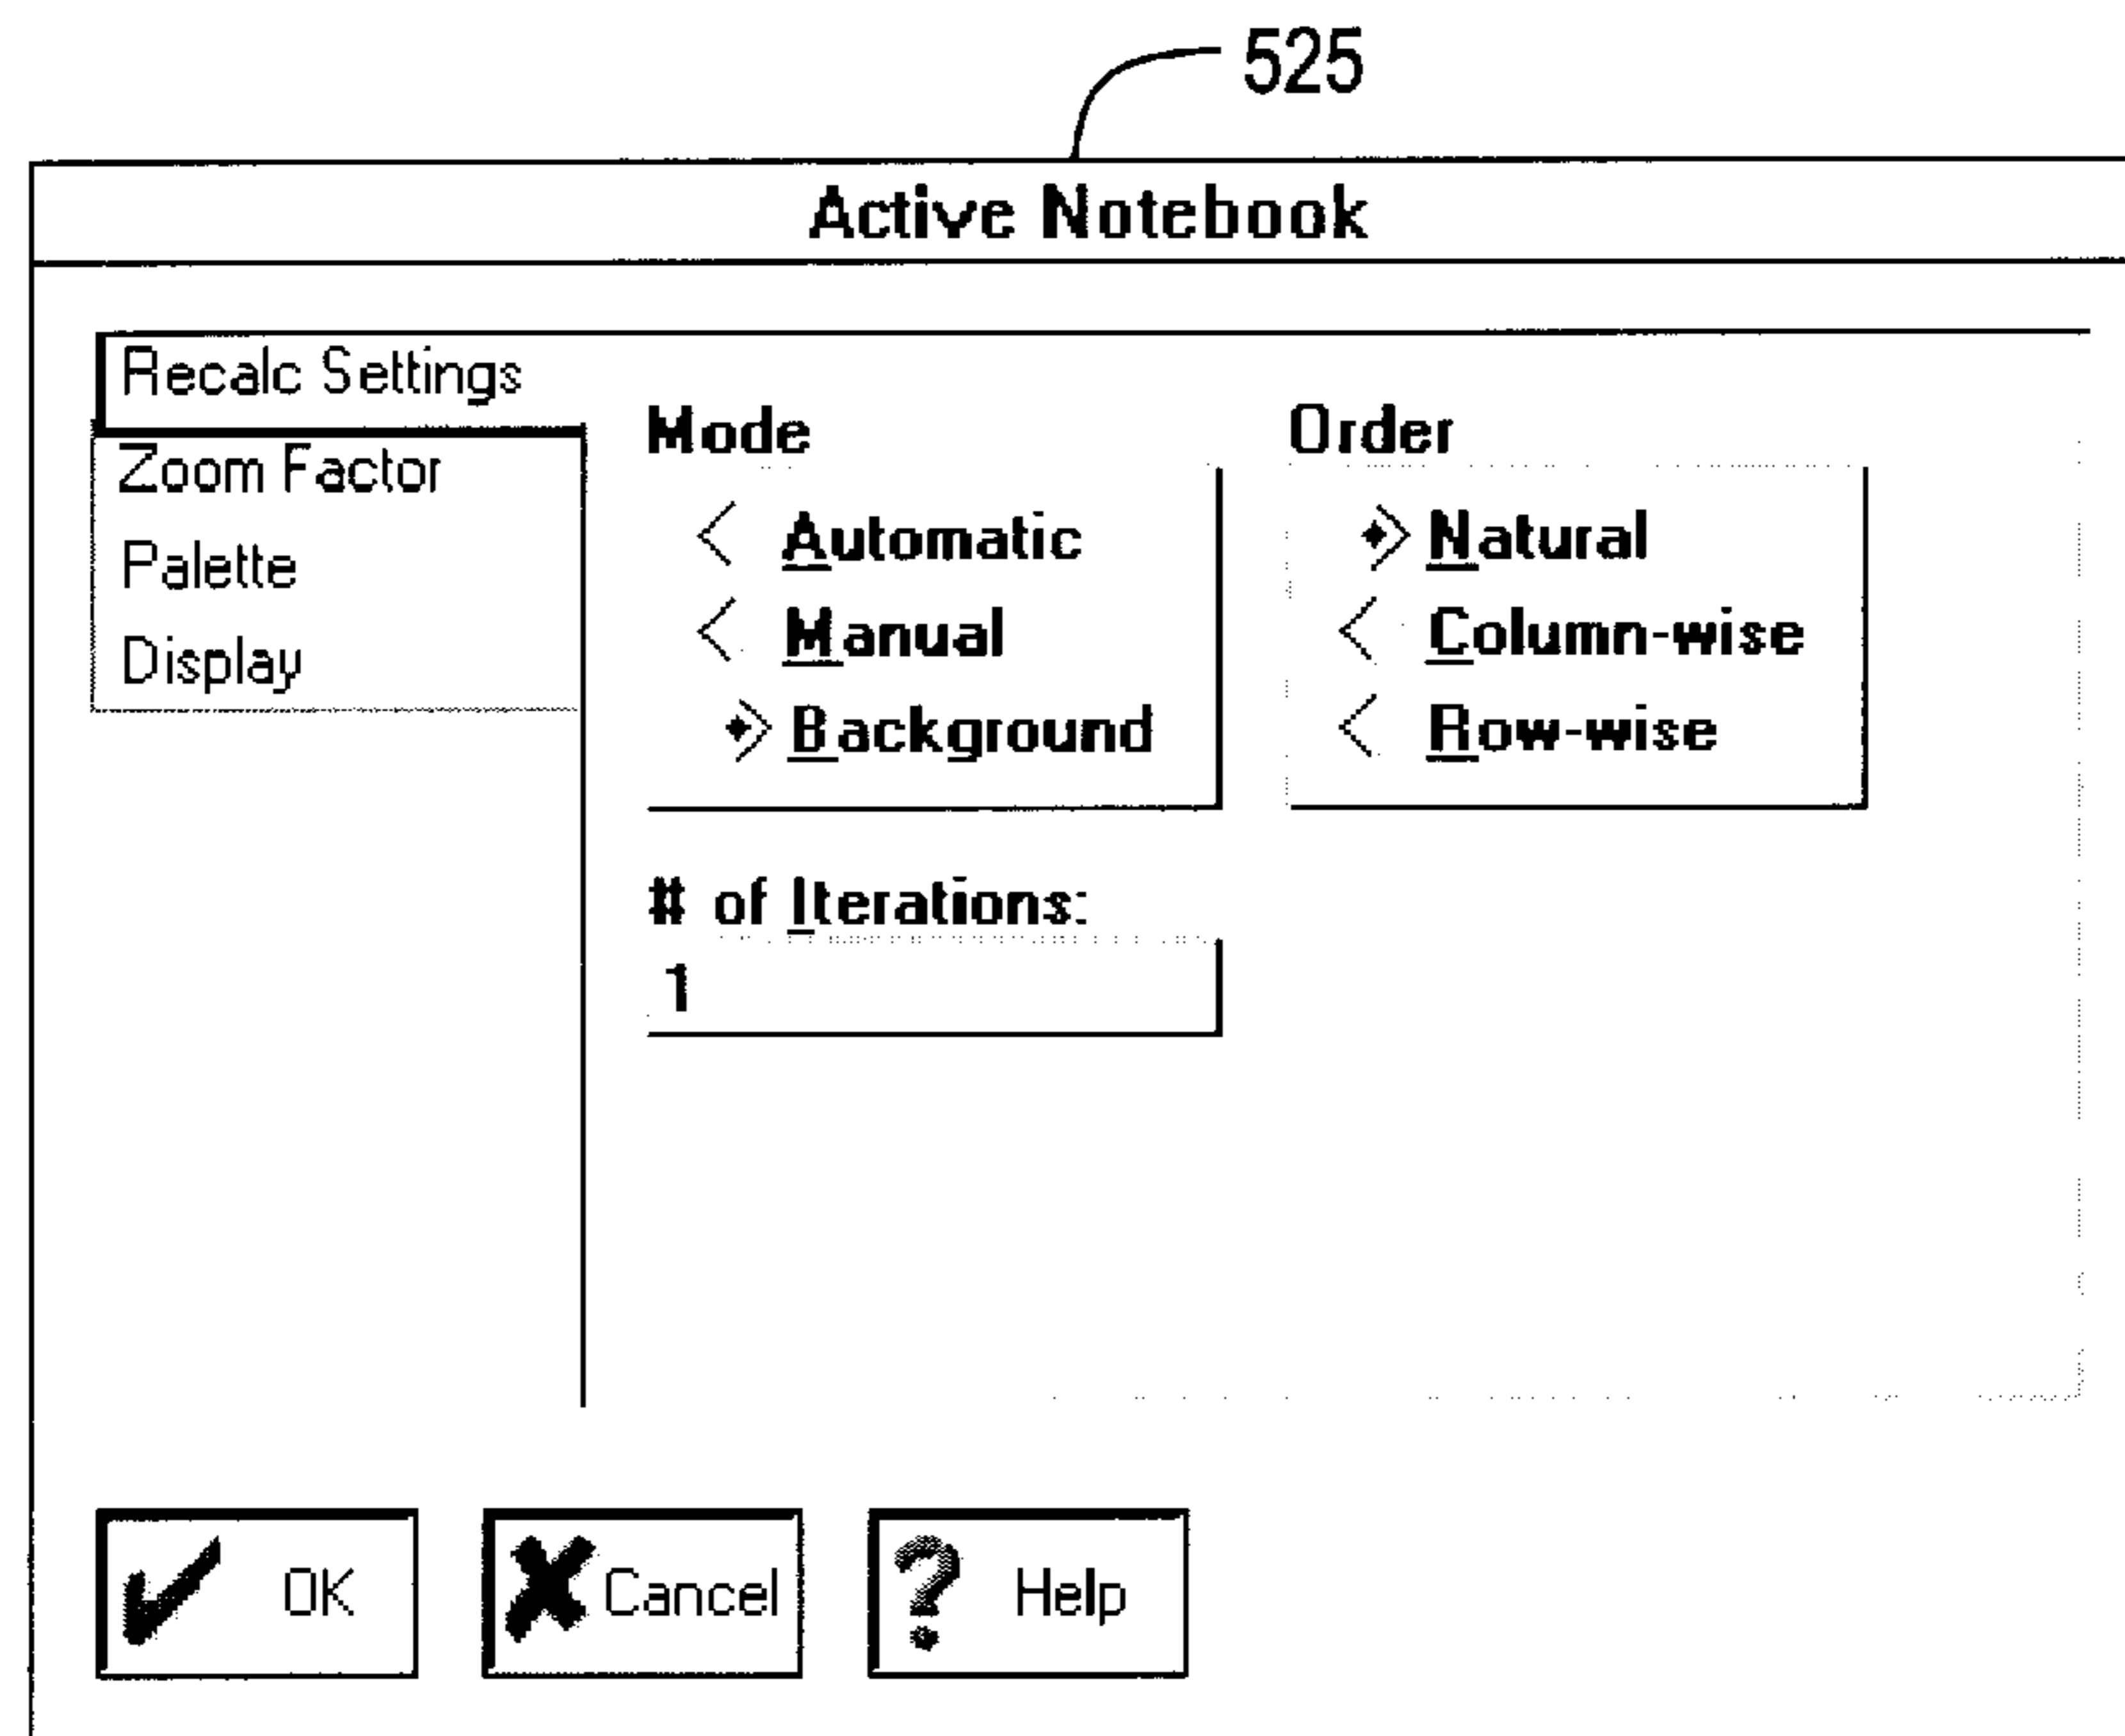 525
Active Notebook
Recalc Settings
Zoom Factor
Palette
Display
Mode
Automatic
Manual
Background
Order
Natural
Column-wise
Row-wise
# of Iterations:
1
OK
Cancel
? Help